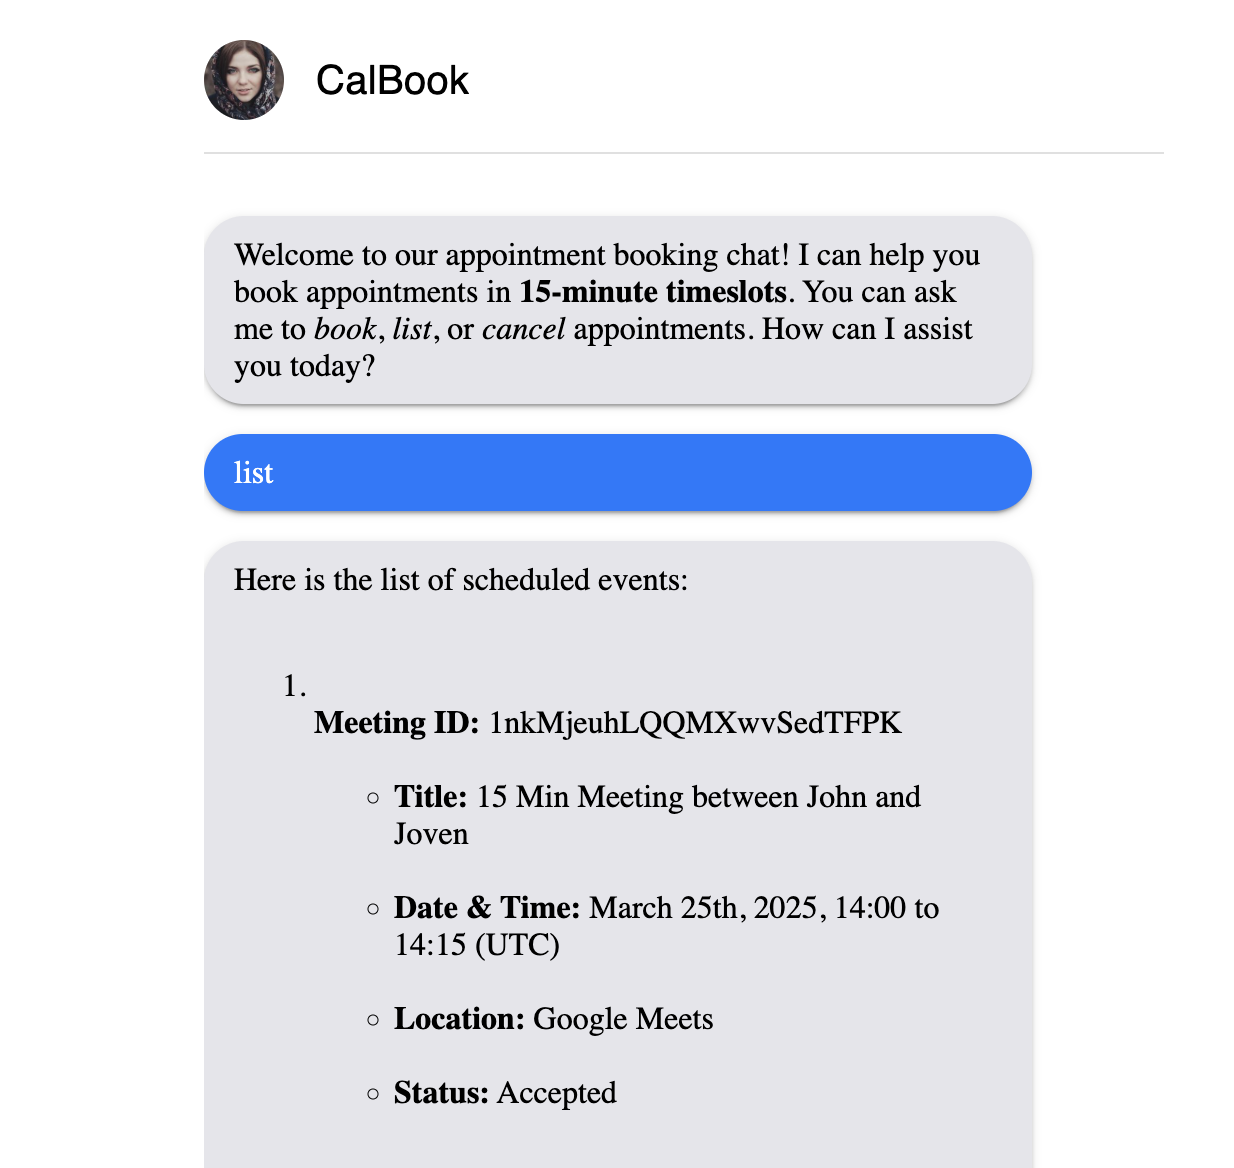 CalBook
Welcome to our appointment booking chat! I can help you
book appointments in 15-minute timeslots. You can ask
me to book, list, or cancel appointments. How can I assist
you today?
list
Here is the list of scheduled events:
1.
Meeting ID: 1nkMjeuhLQQMXwvSedTFPK
Title: 15 Min Meeting between John and
Joven
Date & Time: March 25th, 2025, 14:00 to
14:15 (UTC)
Location: Google Meets
Status: Accepted